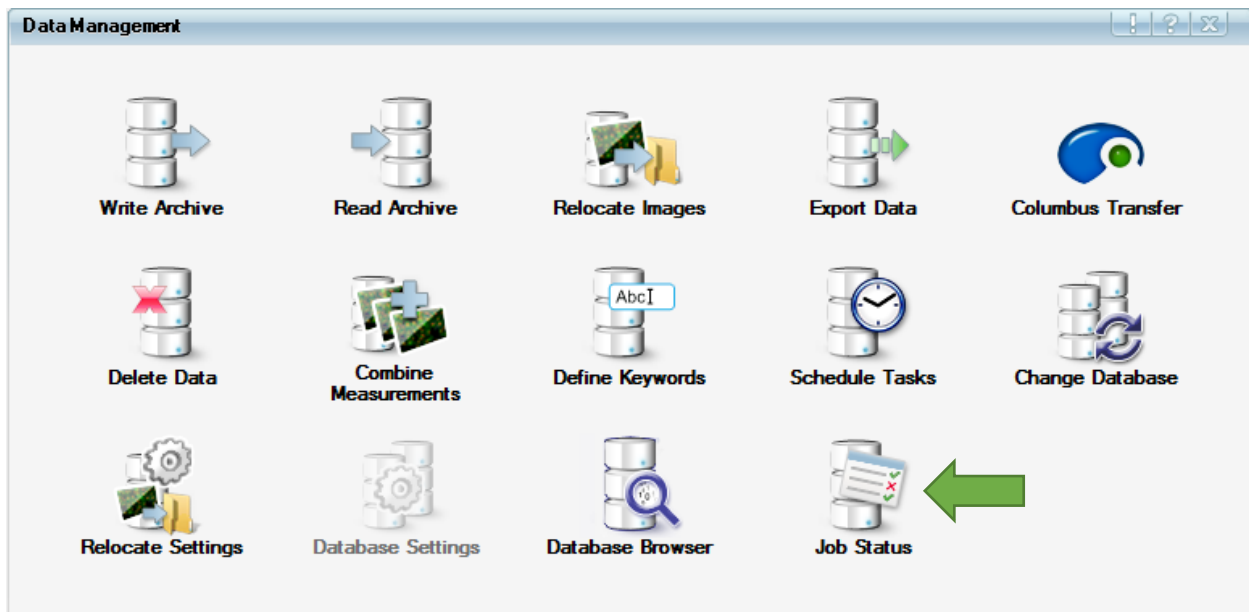 Data Management
! ? X
Write Archive
Read Archive
Relocate Images
Export Data
Columbus Transfer
Abc
Delete Data
Combine
Measurements
Define Keywords
Schedule Tasks
Change Database
Relocate Settings
Database Settings
Database Browser
Job Status